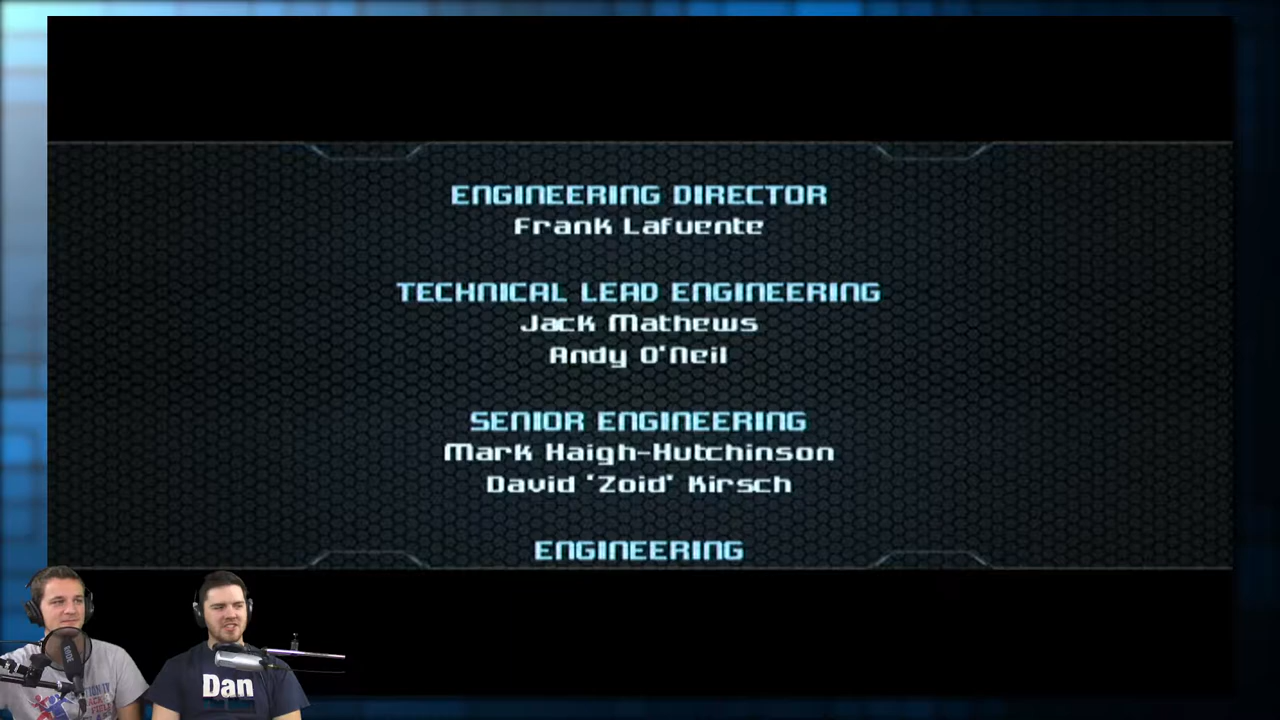 ENGINEERING DIRECTOR
Frank Lafuente
TECHNICAL LEAD ENGINEERING
Jack Mathews
Andy O'Neil
SENIOR ENGINEERING
Mark Haigh-Hutchinson
David 'Zoid' Kirsch
ENGINEERING
RODE
Dan